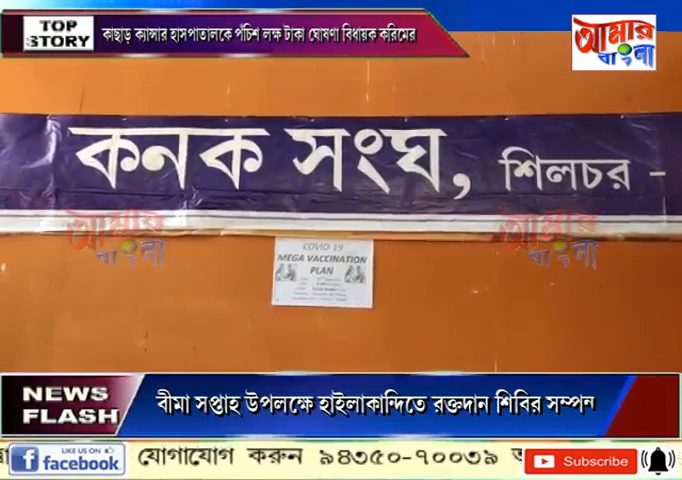 TOP STORY
কাছাড় ক্যান্সার হাসপাতালকে পঁচিশ লক্ষ টাকা ঘোষণা বিধায়ক করিমের
আমার
বাংলা
কনক সংঘ, শিলচর -
আমার
বাংলা
আমার
বাংলা
COVID-19
MEGA VACCINATION
PLAN
NEWS FLASH
বীমা সপ্তাহ উপলক্ষে হাইলাকান্দিতে রক্তদান শিবির সম্পন
LIKE US ON
facebook
যোগাযোগ করুন ৯৪৩৫০-৭০০৩৯
Subscribe